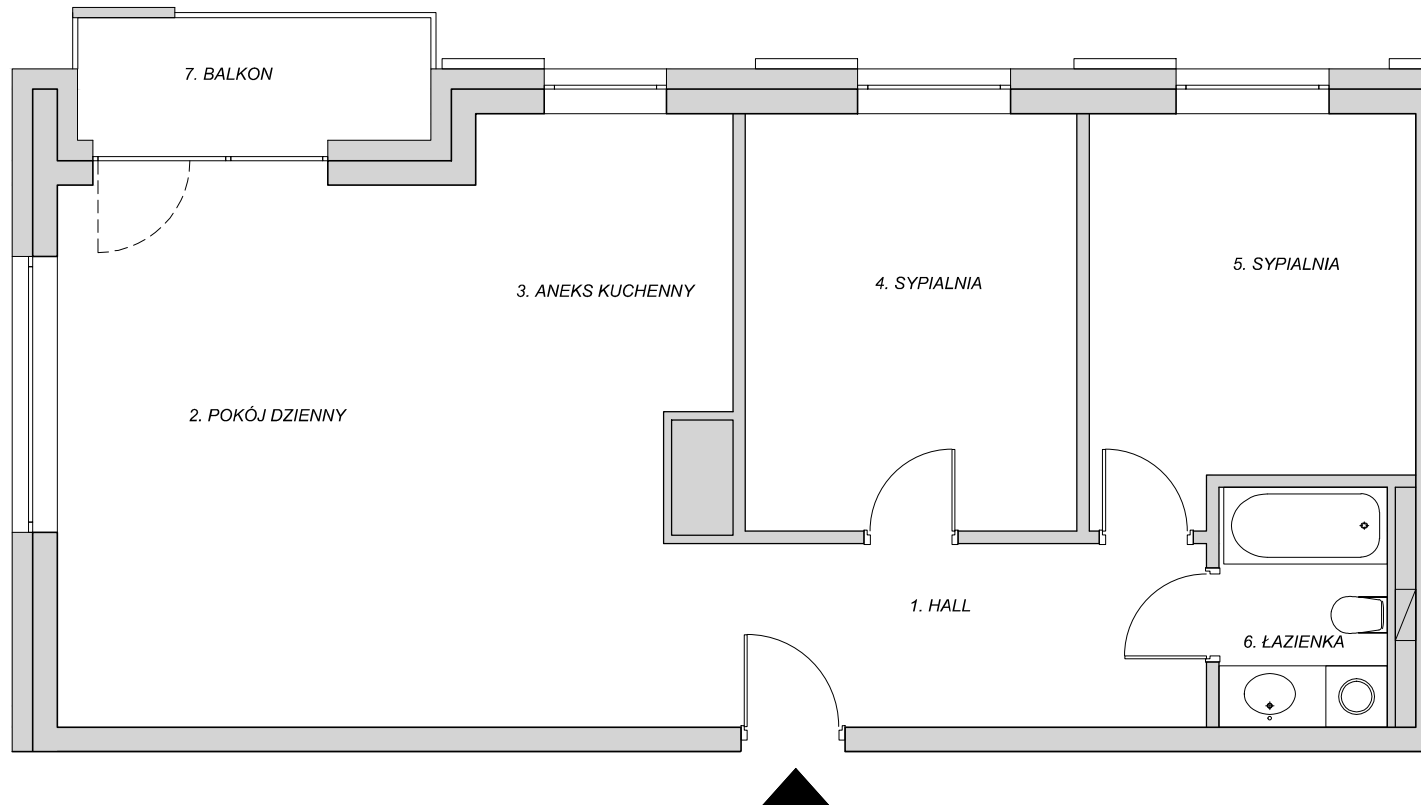 7. BALKON
5. SYPIALNIA
4. SYPIALNIA
3. ANEKS KUCHENNY
2. POKÓJ DZIENNY
1. HALL
6. ŁAZIENKA